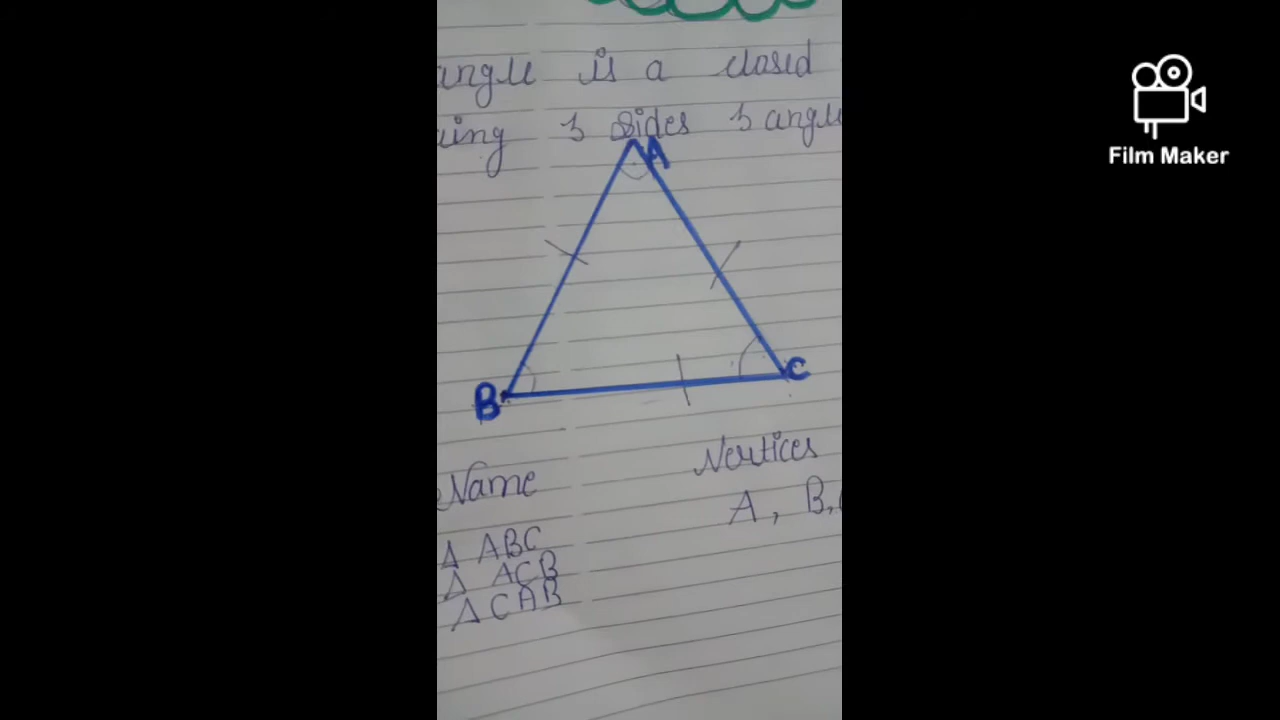 angle is a closed
ing 3 sides 3 angle
A
B
C
Name
Vertices
A, B,
Δ ABC
Δ ACB
Δ CAB
Film Maker